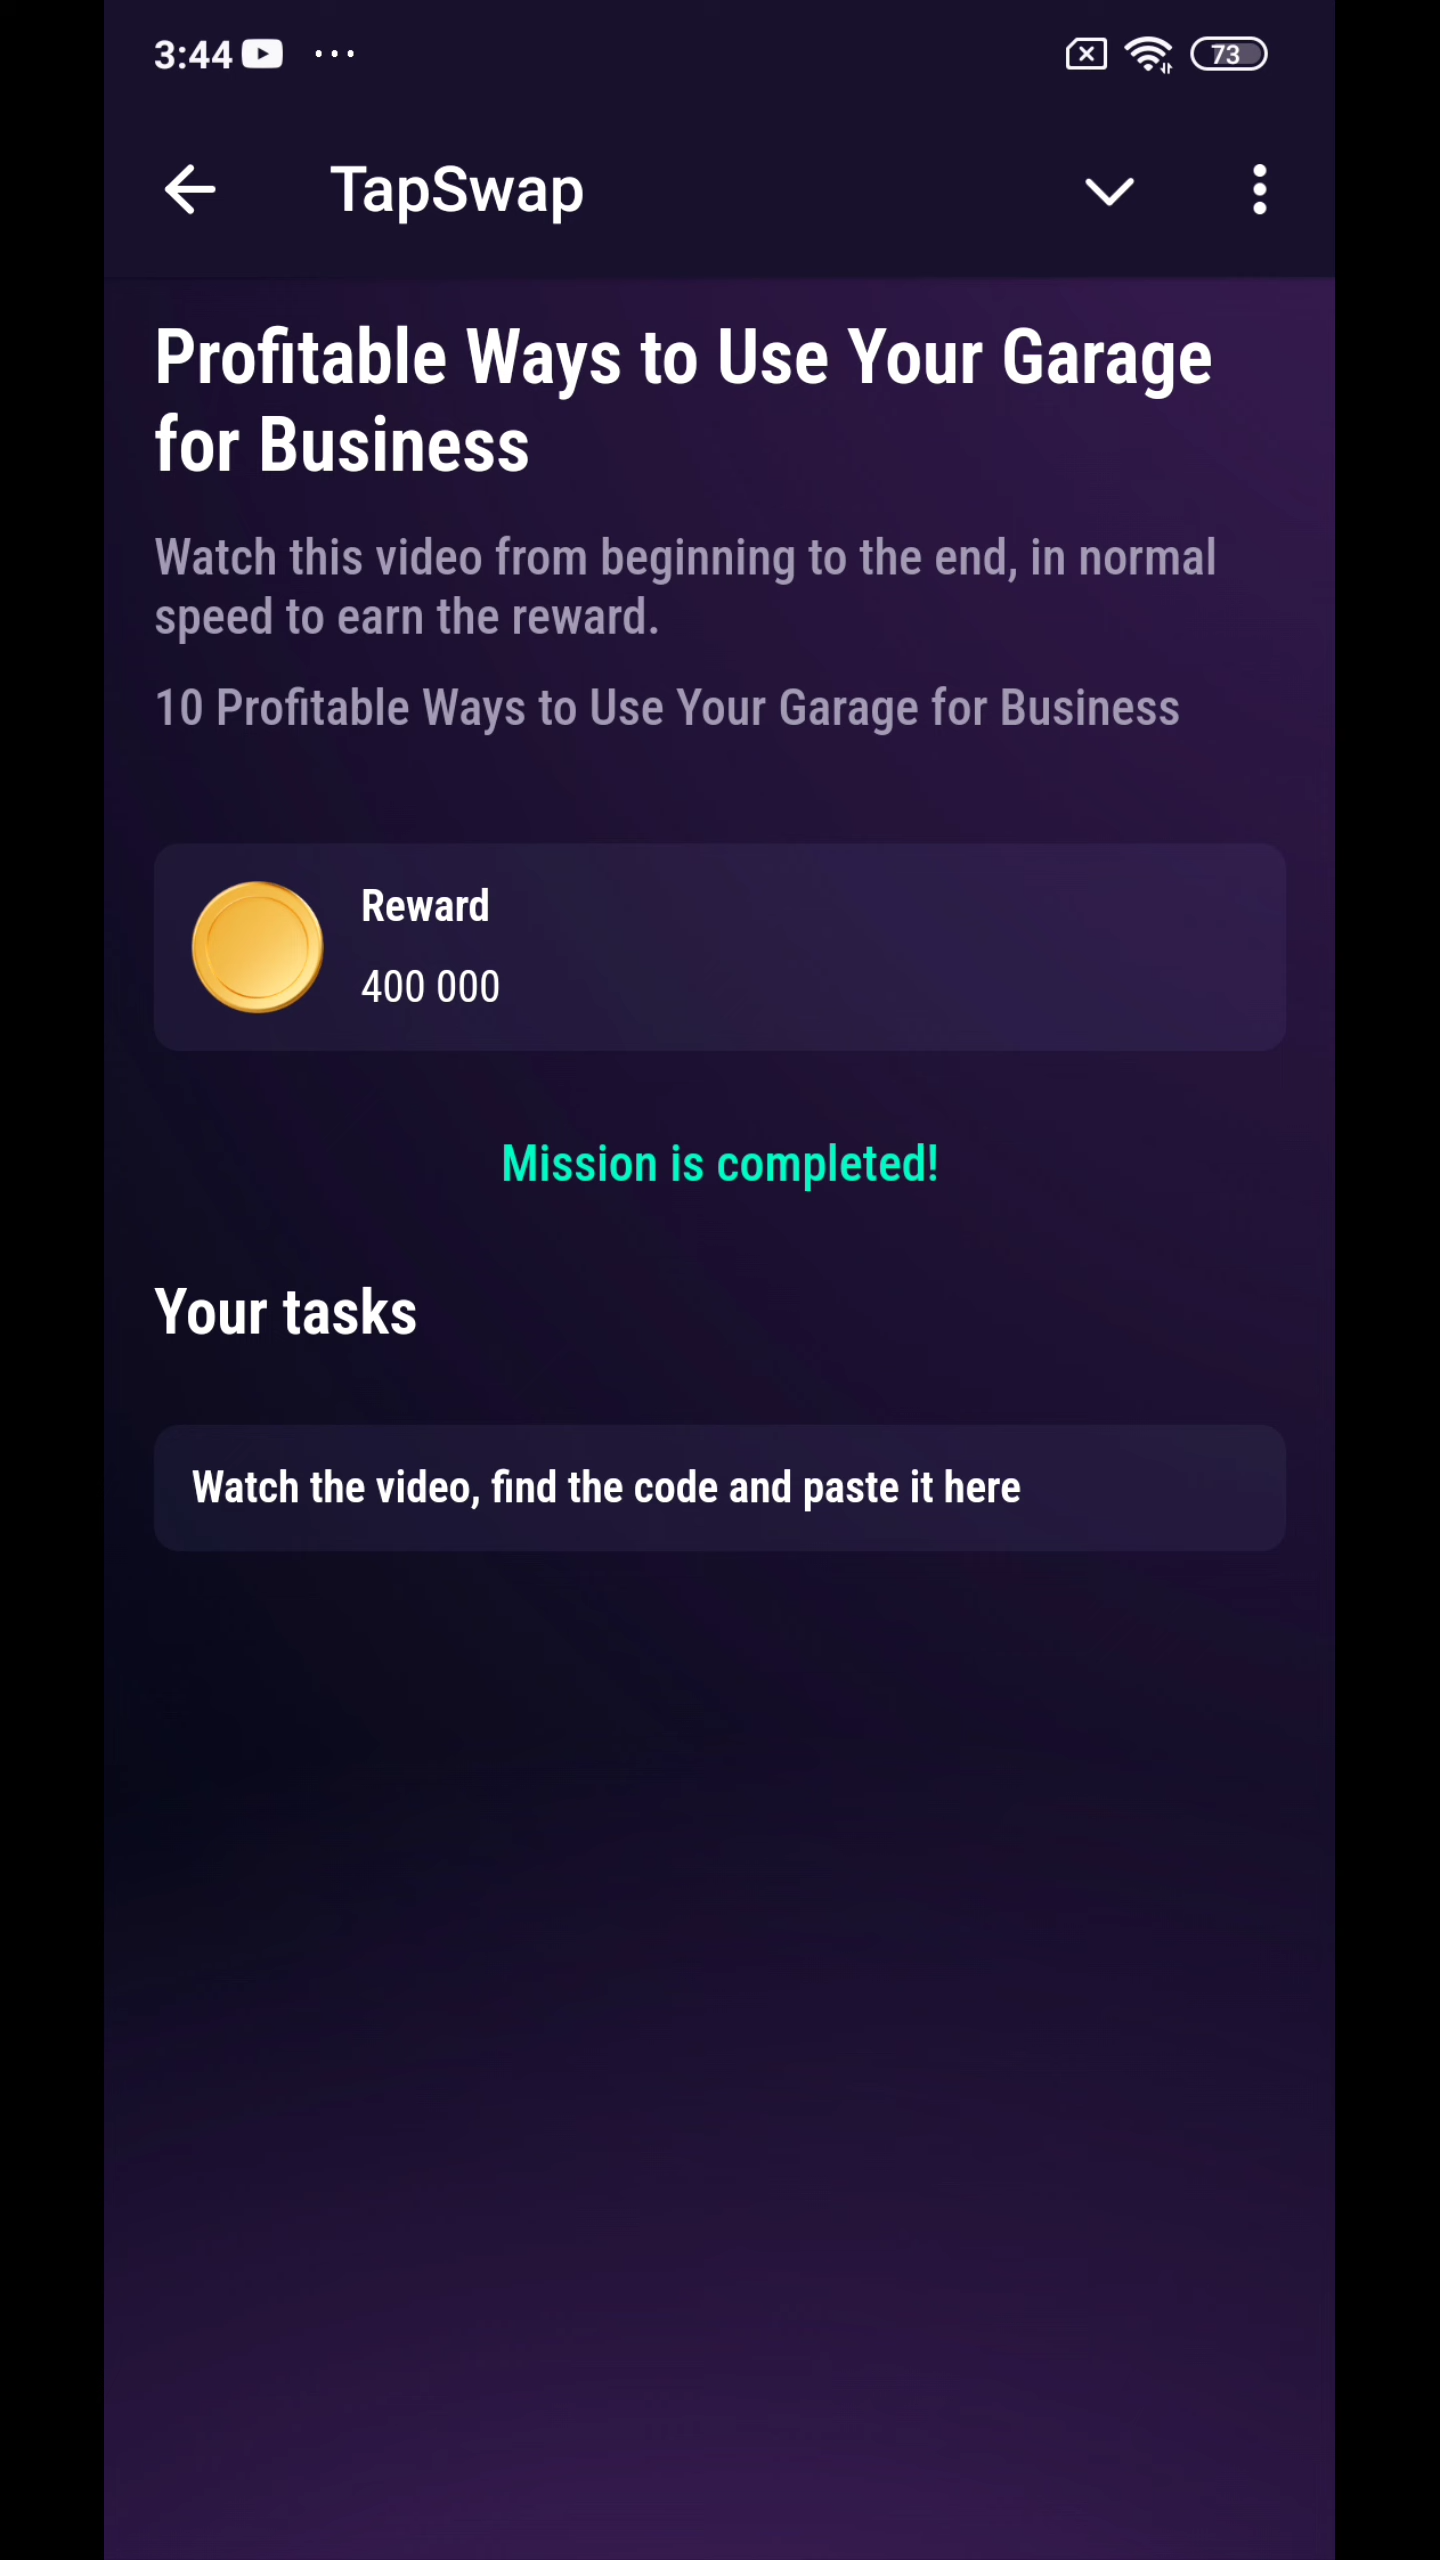 3:44
73
TapSwap
Profitable Ways to Use Your Garage
for Business
Watch this video from beginning to the end, in normal
speed to earn the reward.
10 Profitable Ways to Use Your Garage for Business
Reward
400 000
Mission is completed!
Your tasks
Watch the video, find the code and paste it here